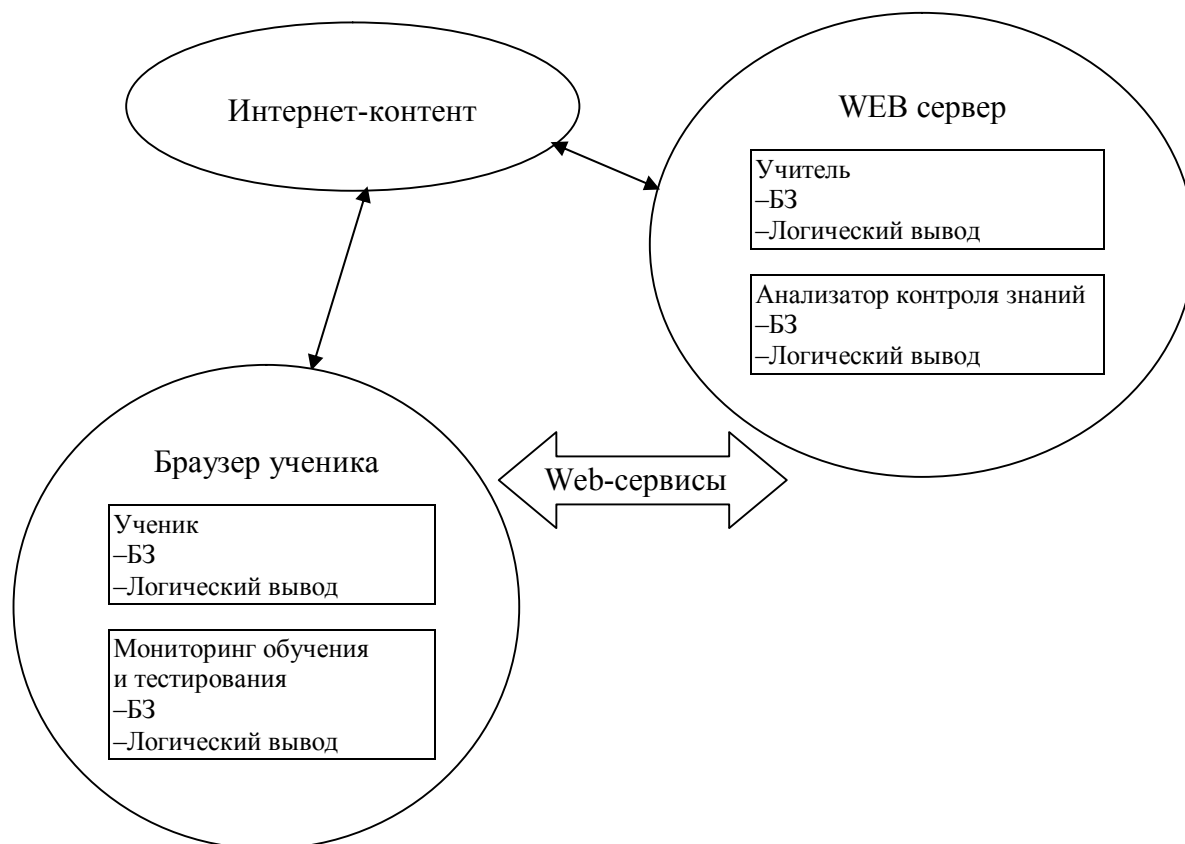 Интернет-контент
WEB сервер
Учитель
–БЗ
–Логический вывод
Анализатор контроля знаний
–БЗ
–Логический вывод
Браузер ученика
Web-сервисы
Ученик
–БЗ
–Логический вывод
Мониторинг обучения
и тестирования
–БЗ
–Логический вывод